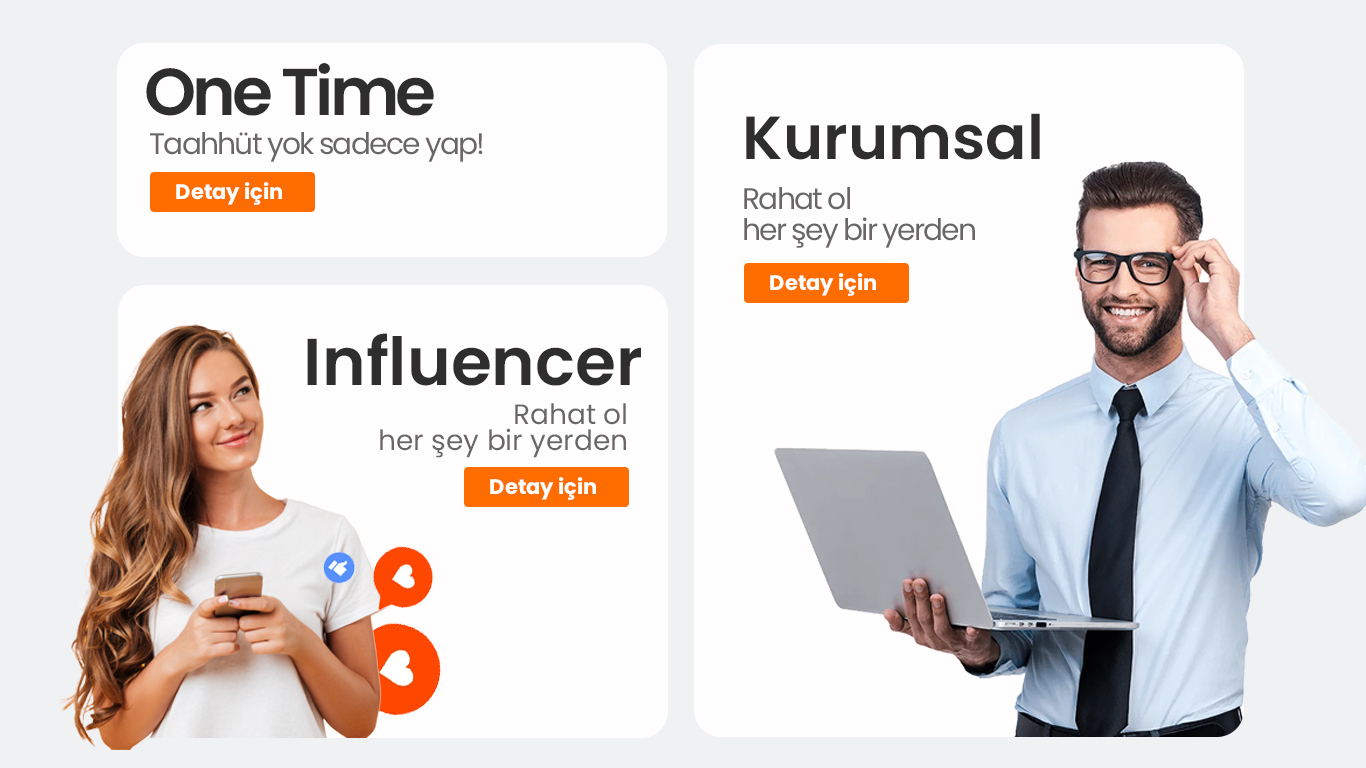 One Time
Taahhüt yok sadece yap!
Detay için
Influencer
Rahat ol
her şey bir yerden
Detay için
Kurumsal
Rahat ol
her şey bir yerden
Detay için